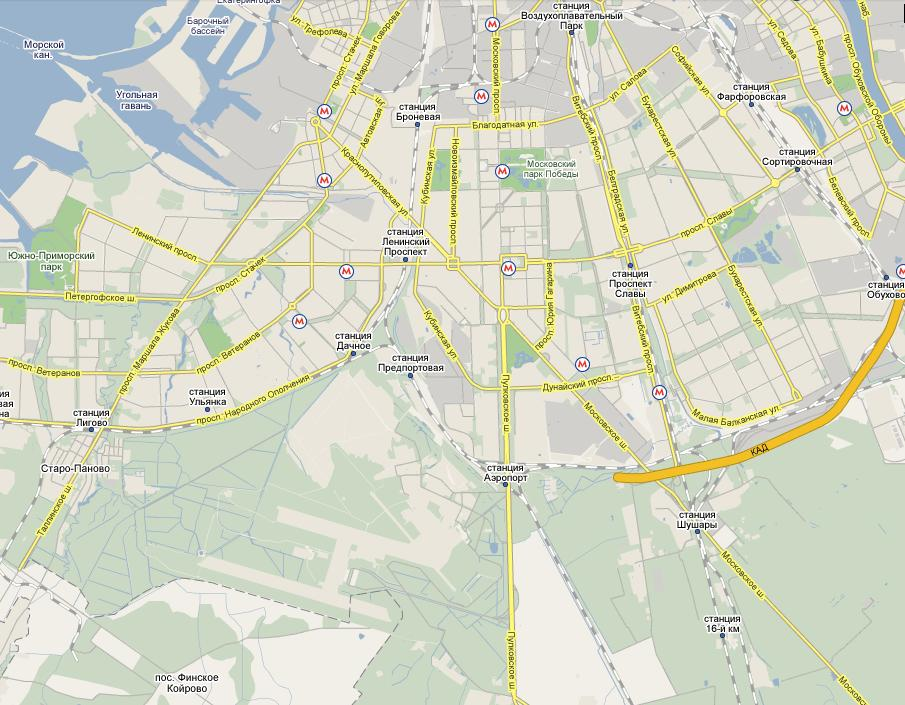 Екатерингофка
Барочный
бассейн
Морской
кан.
Угольная
гавань
ул. Трефолева
просп. Стачек
ул. Маршала Говорова
станция
Воздухоплавательный
Парк
Московский просп.
ул. Седова
ул. Бабушкина
наб.
просп. Обуховской Обороны
Софийская ул.
ул. Салова
станция
Фарфоровская
станция
Броневая
Автовская
ул.
М
М
М
М
Благодатная ул.
Витебский просп.
Бухарестская ул.
станция
Сортировочная
Краснопутиловская ул.
Кубинская ул.
Новоизмайловский просп.
М
М
Московский
парк Победы
Белградская ул.
Белевский просп.
просп. Славы
Ленинский просп.
станция
Ленинский
Проспект
Южно-Приморский
парк
просп. Стачек
М
М
М
станция
Проспект
Славы
ул. Димитрова
Бухарестская ул.
станция
Обухово
Петергофское ш.
просп. Маршала Жукова
просп. Юрия Гагарина
Витебский просп.
М
Кубинская ул.
просп. Ветеранов
станция
Дачное
станция
Предпортовая
М
просп. Ветеранов
Дунайский просп.
М
станция
Ульянка
просп. Народного Ополчения
Пулковское ш.
Московское ш.
Малая Балканская ул.
станция
Лигово
КАД
Старо-Паново
станция
Аэропорт
Таллинское ш.
станция
Шушары
Московское ш.
станция
16-й км
Пулковское ш.
пос. Финское
Койрово